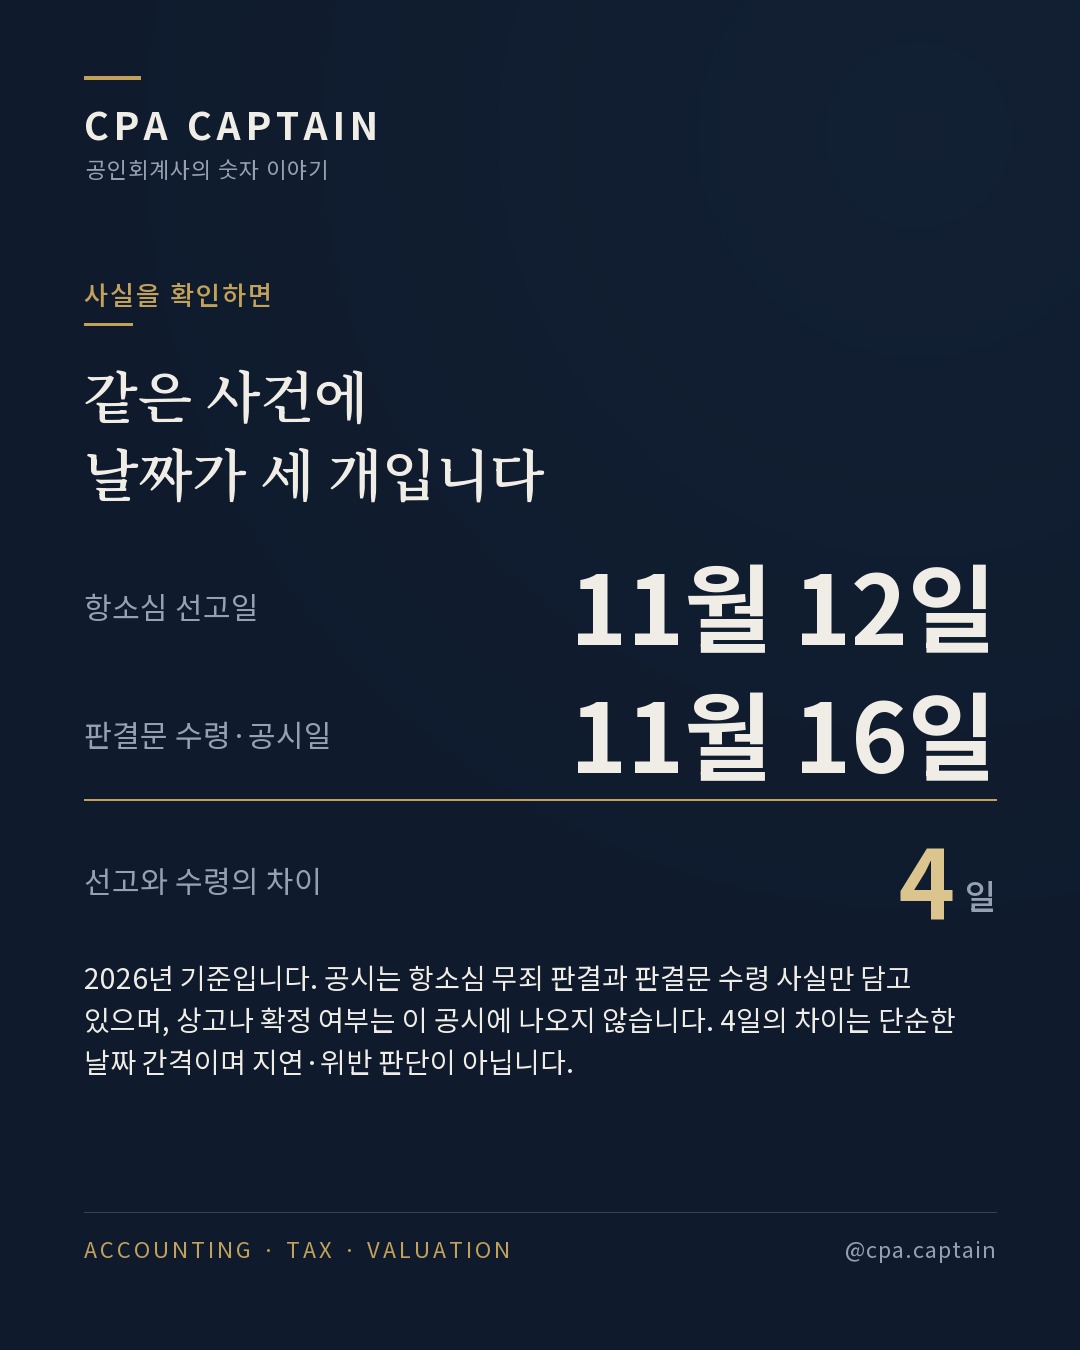 CPA CAPTAIN
공인회계사의 숫자 이야기
사실을 확인하면
같은 사건에
날짜가 세 개입니다
항소심 선고일 11월 12일
판결문 수령·공시일 11월 16일
선고와 수령의 차이 4 일
2026년 기준입니다. 공시는 항소심 무죄 판결과 판결문 수령 사실만 담고
있으며, 상고나 확정 여부는 이 공시에 나오지 않습니다. 4일의 차이는 단순한
날짜 간격이며 지연·위반 판단이 아닙니다.
ACCOUNTING · TAX · VALUATION @cpa.captain